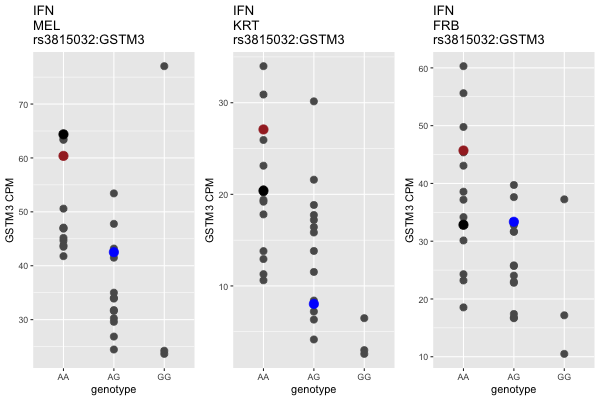 IFN
MEL
rs3815032:GSTM3
GSTM3 CPM
70
60
50
40
30
AA AG GG
genotype
IFN
KRT
rs3815032:GSTM3
GSTM3 CPM
30
20
10
AA AG GG
genotype
IFN
FRB
rs3815032:GSTM3
GSTM3 CPM
60
50
40
30
20
10
AA AG GG
genotype